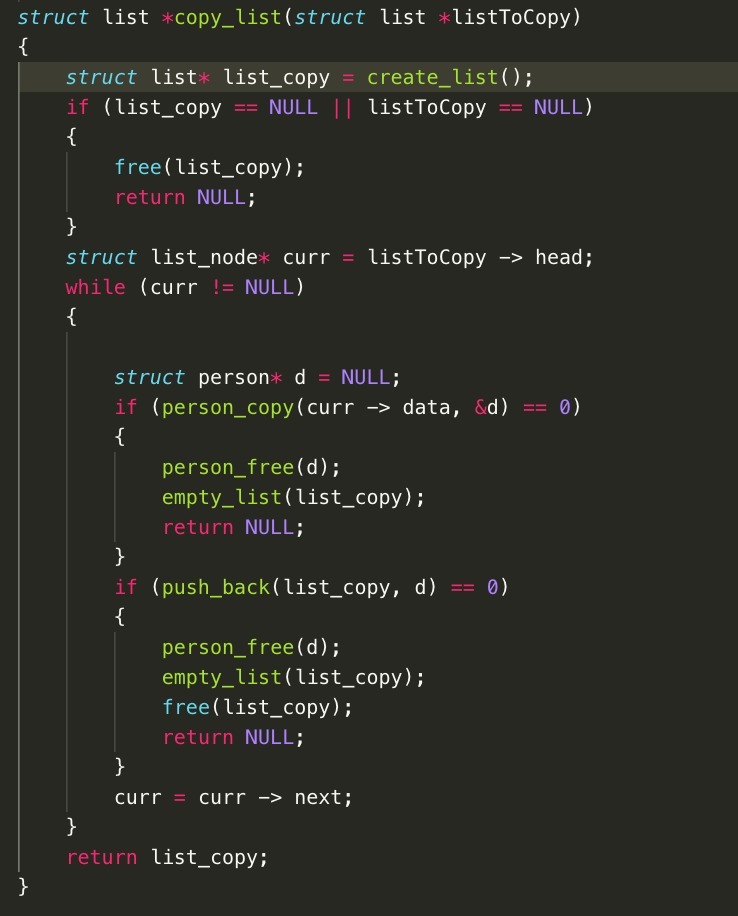 struct list *copy_list(struct list *listToCopy)
{
    struct list* list_copy = create_list();
    if (list_copy == NULL || listToCopy == NULL)
    {
        free(list_copy);
        return NULL;
    }
    struct list_node* curr = listToCopy -> head;
    while (curr != NULL)
    {

        struct person* d = NULL;
        if (person_copy(curr -> data, &d) == 0)
        {
            person_free(d);
            empty_list(list_copy);
            return NULL;
        }
        if (push_back(list_copy, d) == 0)
        {
            person_free(d);
            empty_list(list_copy);
            free(list_copy);
            return NULL;
        }
        curr = curr -> next;
    }
    return list_copy;
}